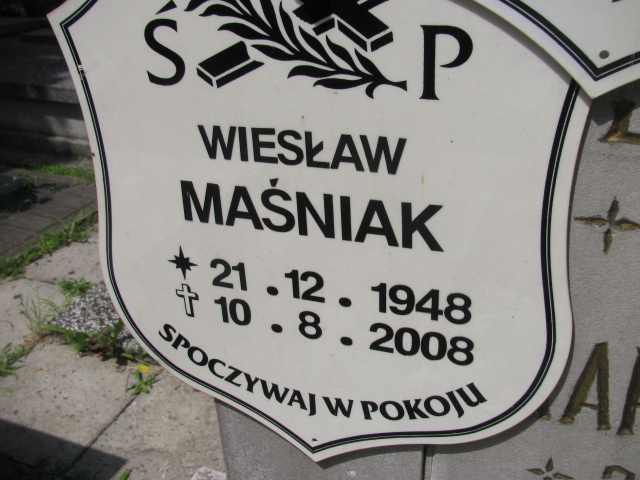 Ś P
WIESŁAW
MAŚNIAK
21 . 12 . 1948
10 . 8 . 2008
SPOCZYWAJ W POKOJU